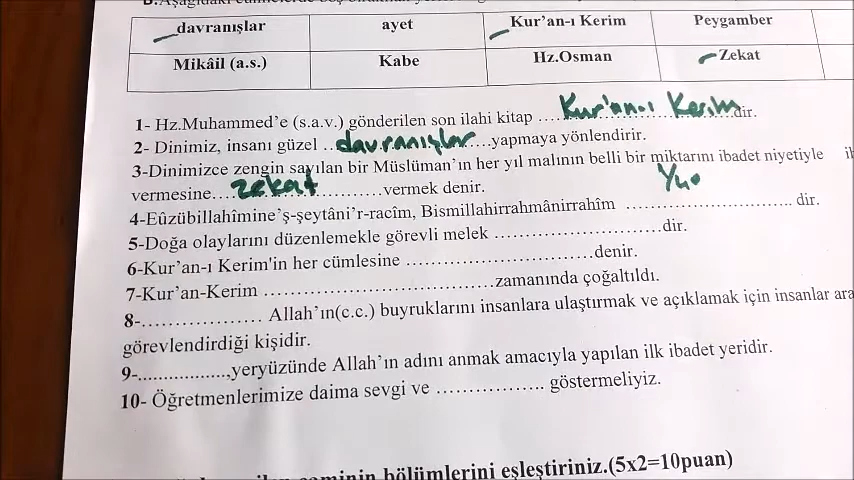 davranışlar ayet Kur'an-ı Kerim Peygamber
Mikâil (a.s.) Kabe Hz.Osman Zekat
1- Hz.Muhammed'e (s.a.v.) gönderilen son ilahi kitap ....Kur'an-ı Kerim....dir.
2- Dinimiz, insanı güzel ..davranışlar....yapmaya yönlendirir.
3-Dinimizce zengin sayılan bir Müslüman'ın her yıl malının belli bir miktarını ibadet niyetiyle
vermesine....zekat..............vermek denir.
4-Eûzübillahîmine'ş-şeytâni'r-racîm, Bismillahirrahmânirrahîm ............................. dir.
5-Doğa olaylarını düzenlemekle görevli melek .............................dir.
6-Kur'an-ı Kerim'in her cümlesine .................................denir.
7-Kur'an-Kerim ........................................zamanında çoğaltıldı.
8-..................... Allah'ın(c.c.) buyruklarını insanlara ulaştırmak ve açıklamak için insanlar
görevlendirdiği kişidir.
9-................,yeryüzünde Allah'ın adını anmak amacıyla yapılan ilk ibadet yeridir.
10- Öğretmenlerimize daima sevgi ve .................. göstermeliyiz.
bölümlerini eşleştiriniz.(5x2=10puan)